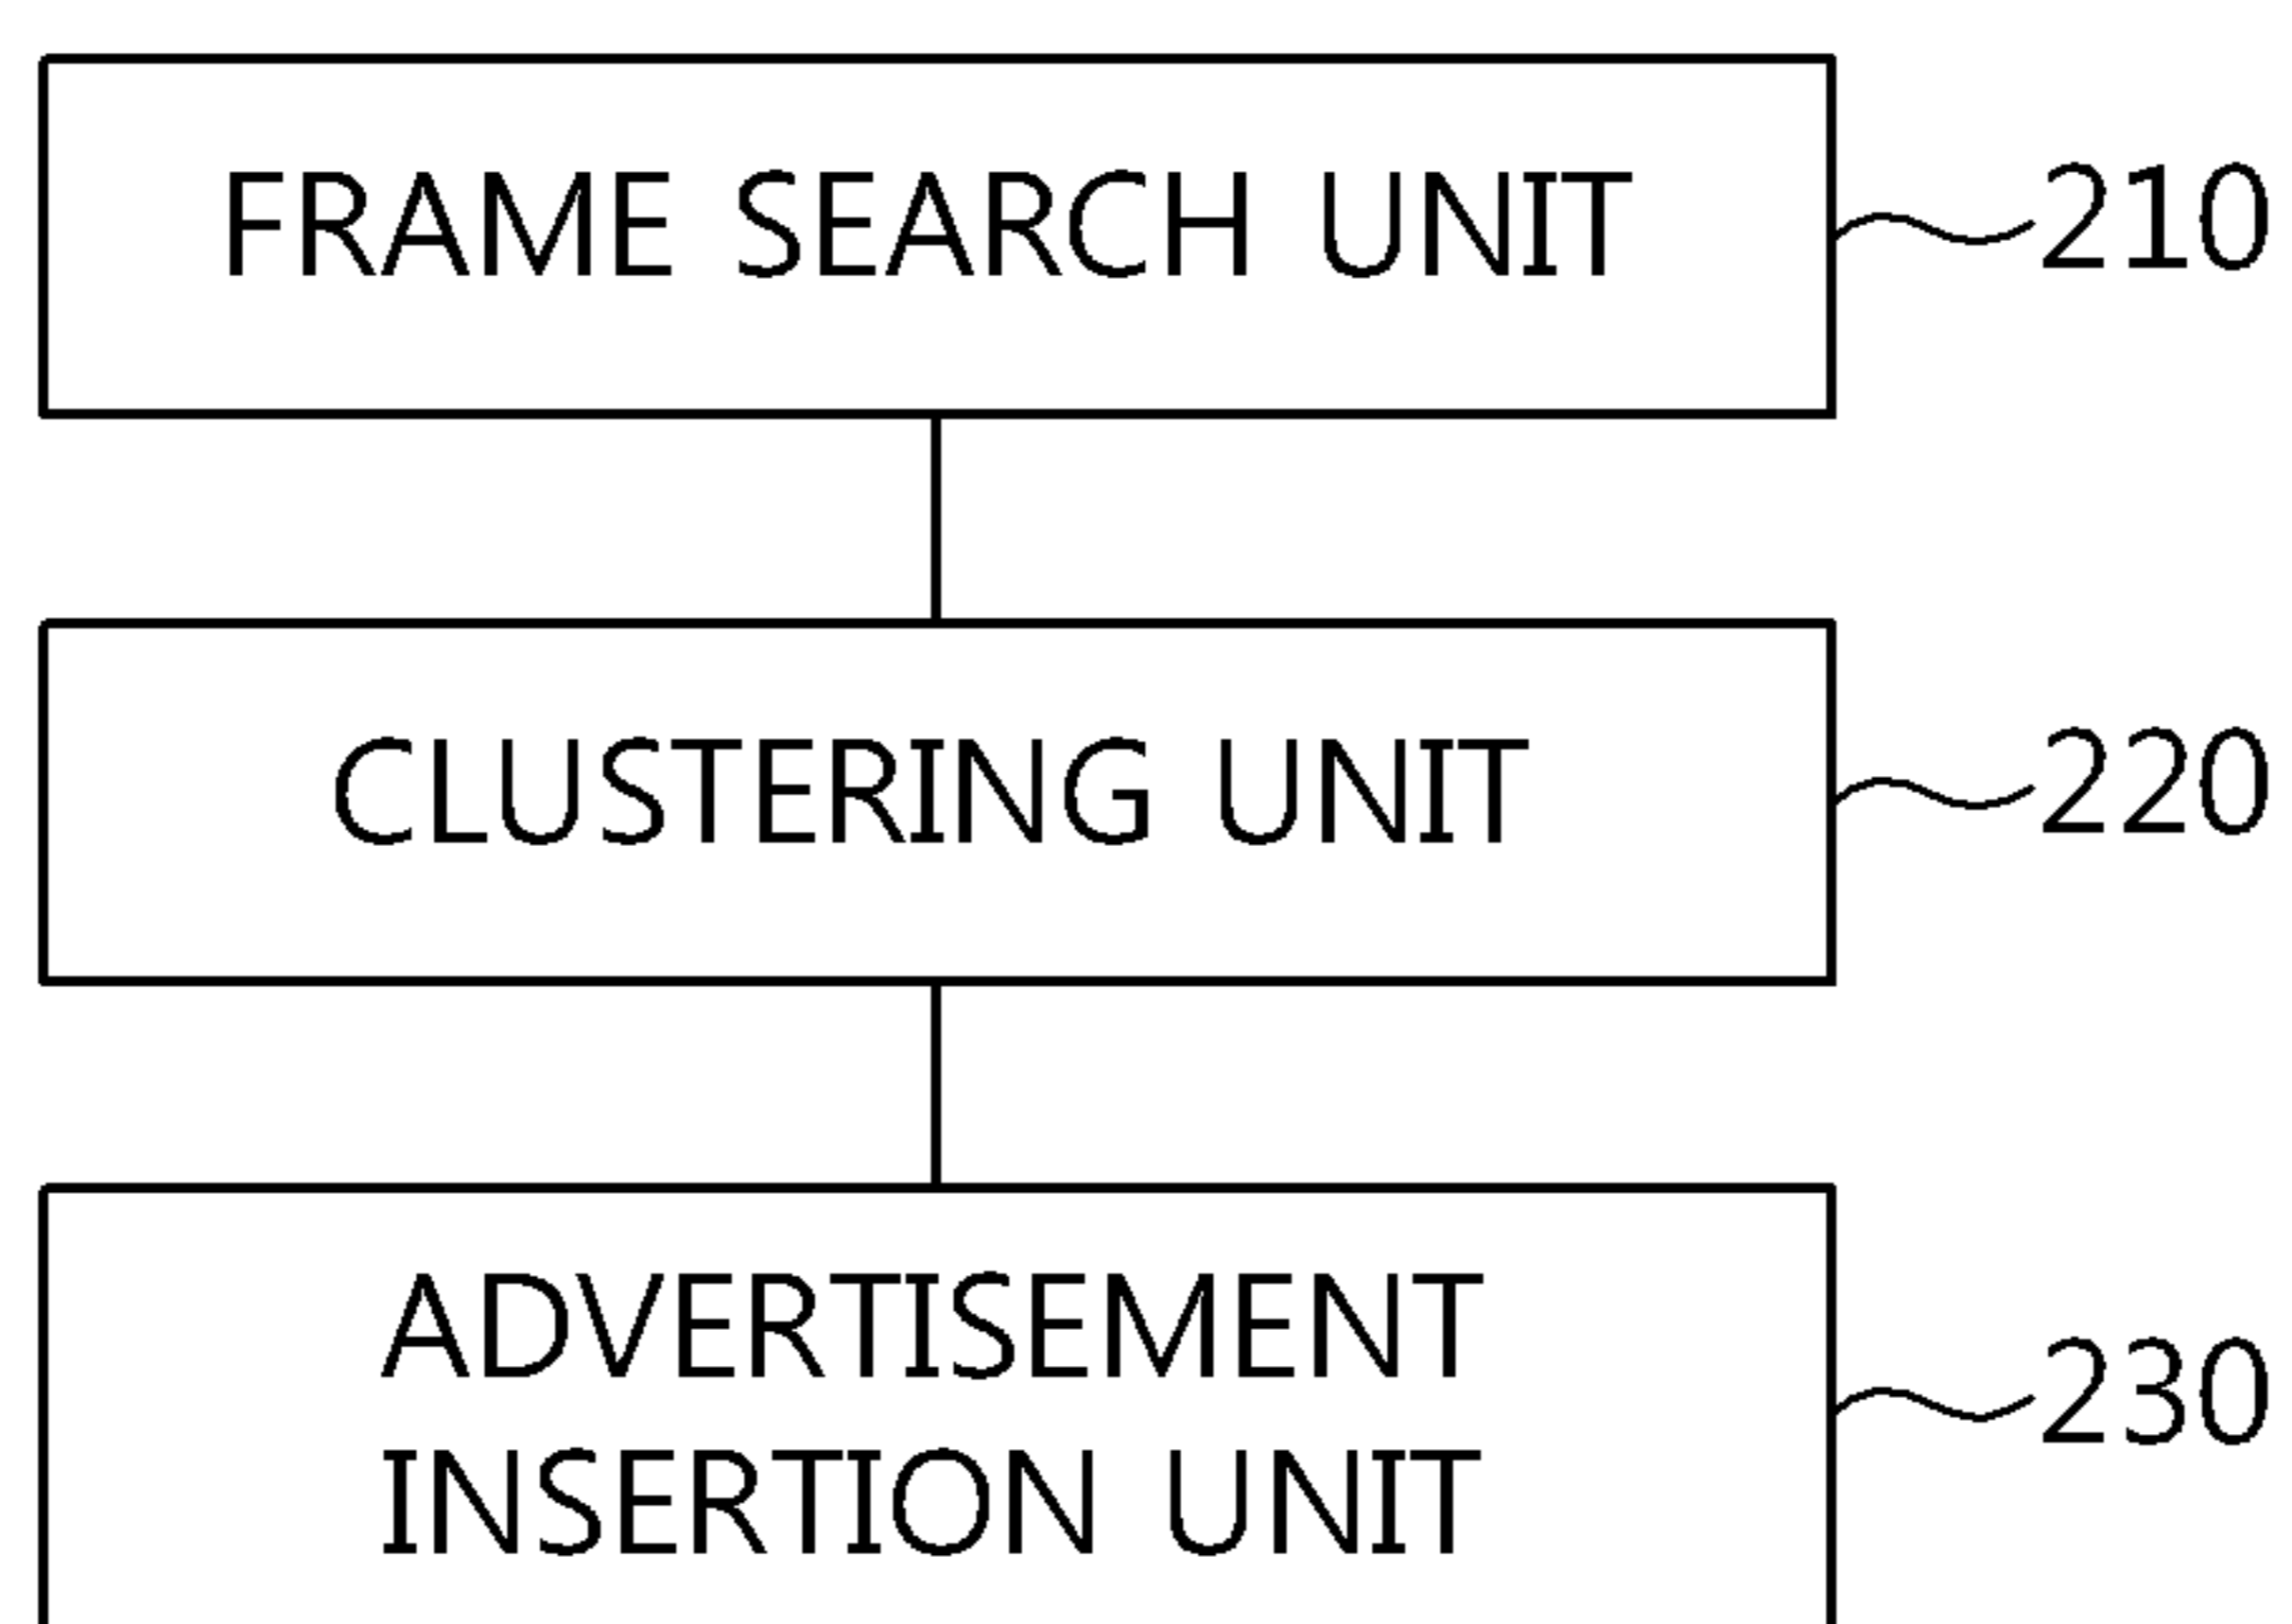 FRAME SEARCH UNIT 210
CLUSTERING UNIT 220
ADVERTISEMENT
INSERTION UNIT
230